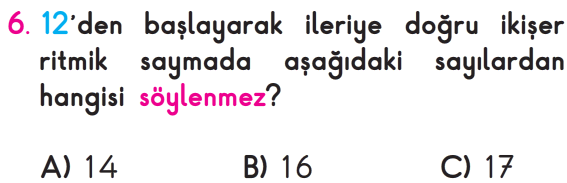 6. 12'den başlayarak ileriye doğru ikişer
ritmik saymada aşağıdaki sayılardan
hangisi söylenmez?
A) 14 B) 16 C) 17